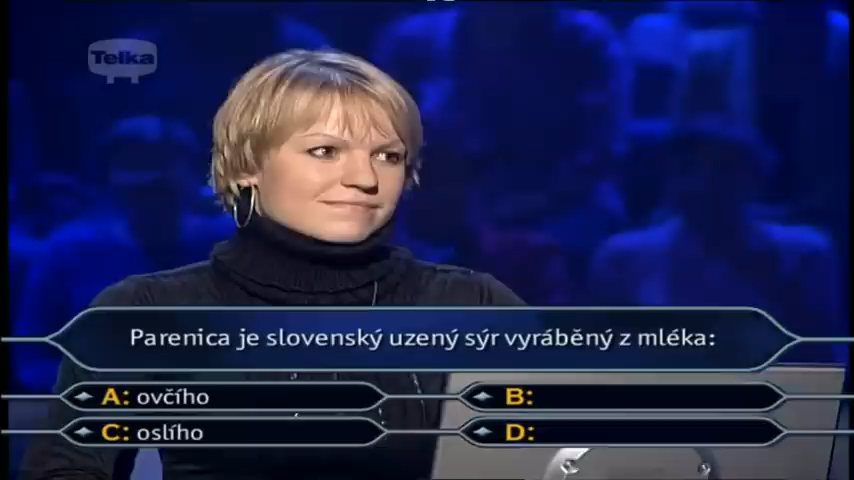 Telka
Parenica je slovenský uzený sýr vyráběný z mléka:
A: ovčího
B:
C: oslího
D: